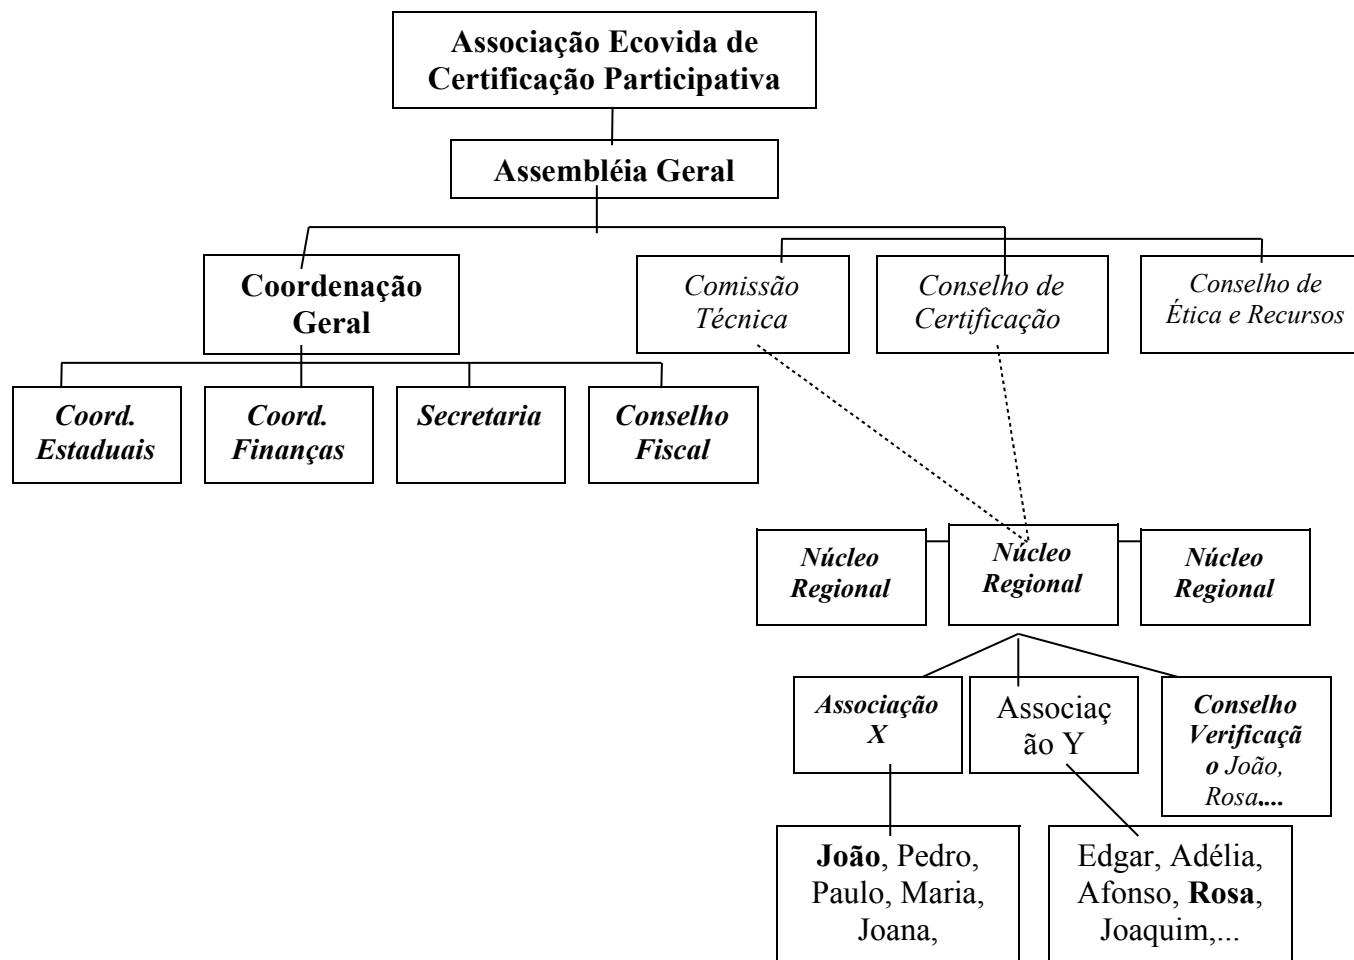 Associação Ecovida de
Certificação Participativa
Assembléia Geral
Coordenação
Geral
Comissão
Técnica
Conselho de
Certificação
Conselho de
Ética e Recursos
Coord.
Estaduais
Coord.
Finanças
Secretaria
Conselho
Fiscal
Núcleo
Regional
Núcleo
Regional
Núcleo
Regional
Associação
X
Associaç
ão Y
Conselho
Verificaçã
o João,
Rosa....
João, Pedro,
Paulo, Maria,
Joana,
Edgar, Adélia,
Afonso, Rosa,
Joaquim,...